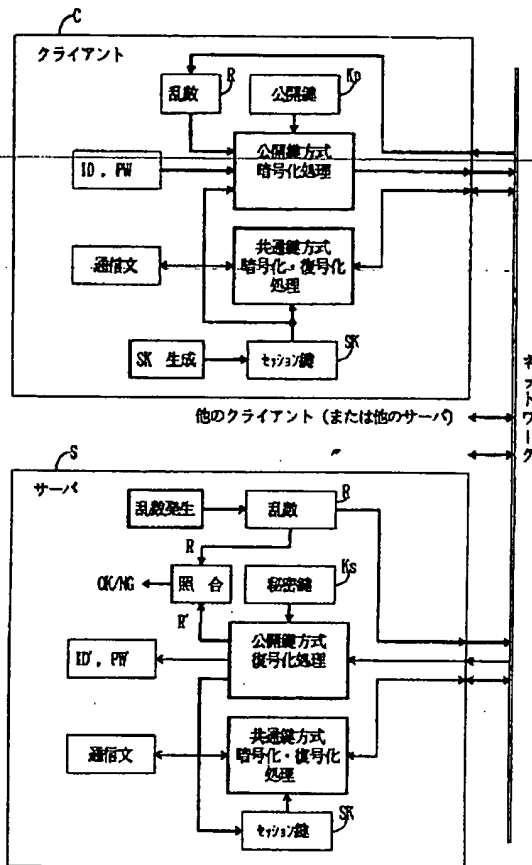 C
クライアント
乱数
R
公開鍵
Kp
公開鍵方式
暗号化処理
ID, PW
共通鍵方式
暗号化・復号化
処理
通信文
SK 生成
セッション鍵
SK
ネットワーク
他のクライアント (または他のサーバ)
S
サーバ
乱数発生
乱数
R
R
OK/NG
照 合
秘密鍵
Ks
R'
公開鍵方式
復号化処理
ID', PW'
共通鍵方式
暗号化・復号化
処理
通信文
セッション鍵
SK